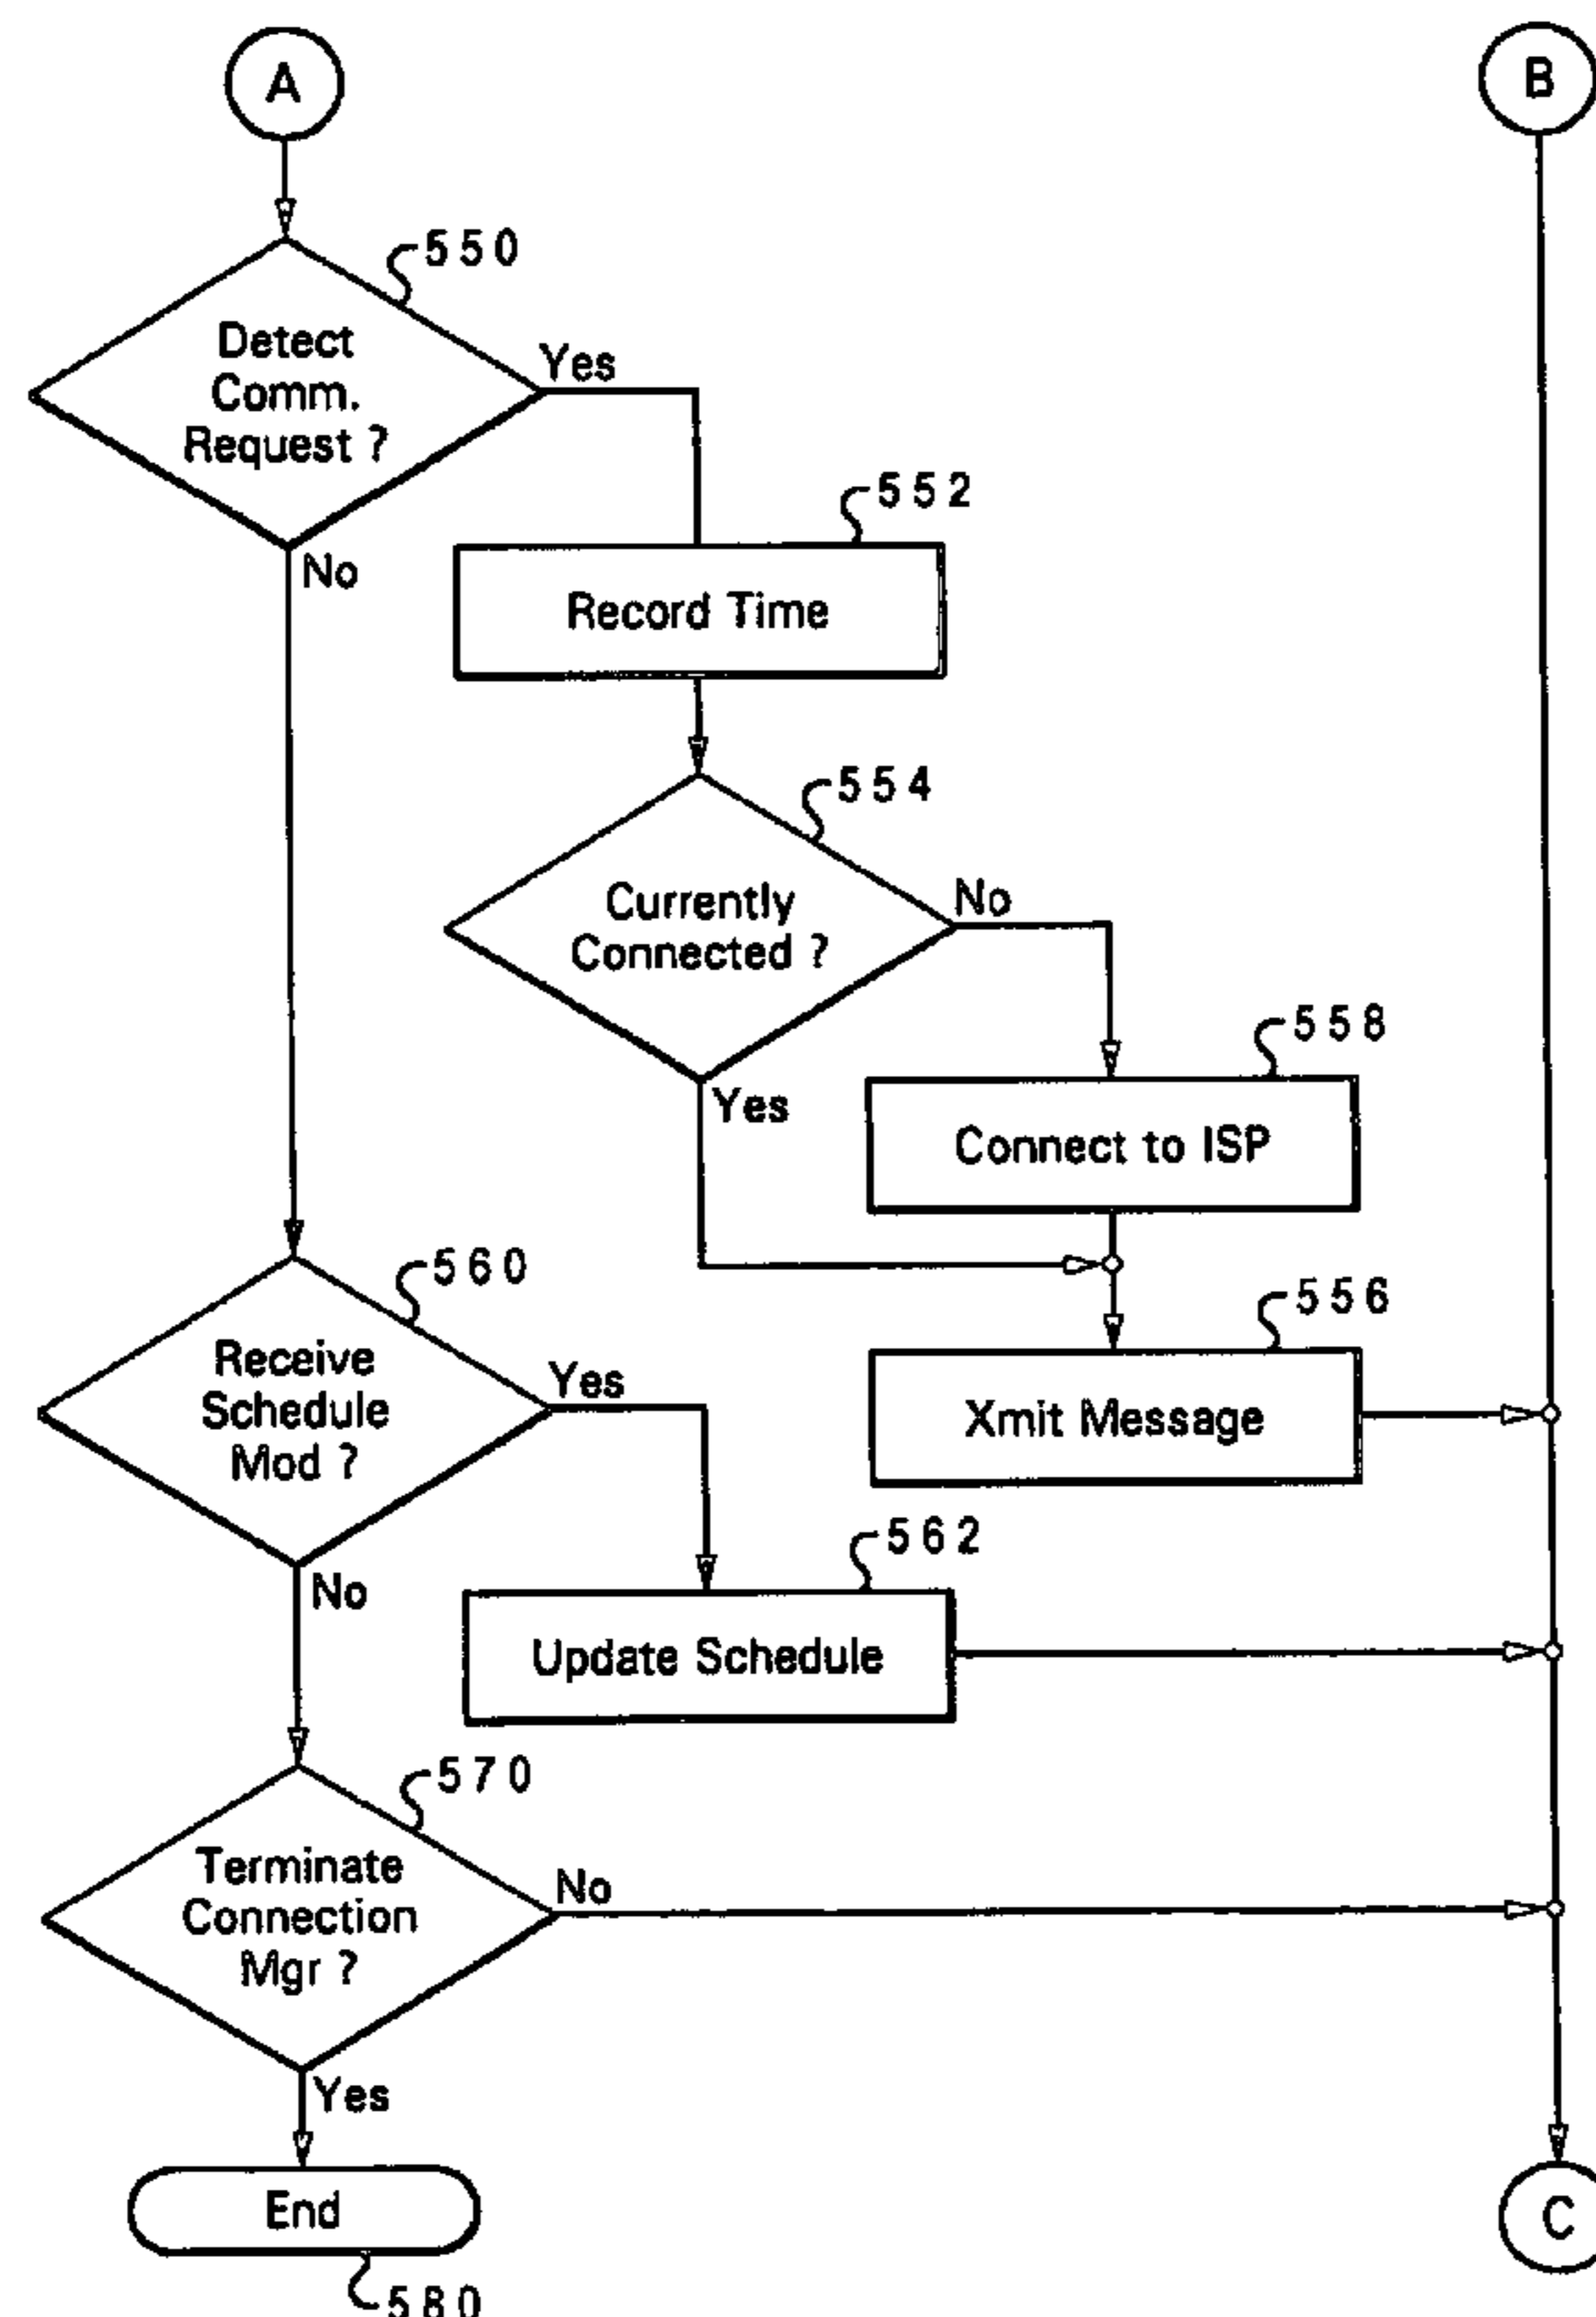 A
B
550
Detect
Comm.
Request ?
Yes
No
552
Record Time
554
Currently
Connected ?
No
Yes
558
Connect to ISP
560
Receive
Schedule
Mod ?
Yes
No
556
Xmit Message
562
Update Schedule
570
Terminate
Connection
Mgr ?
No
Yes
End
580
C